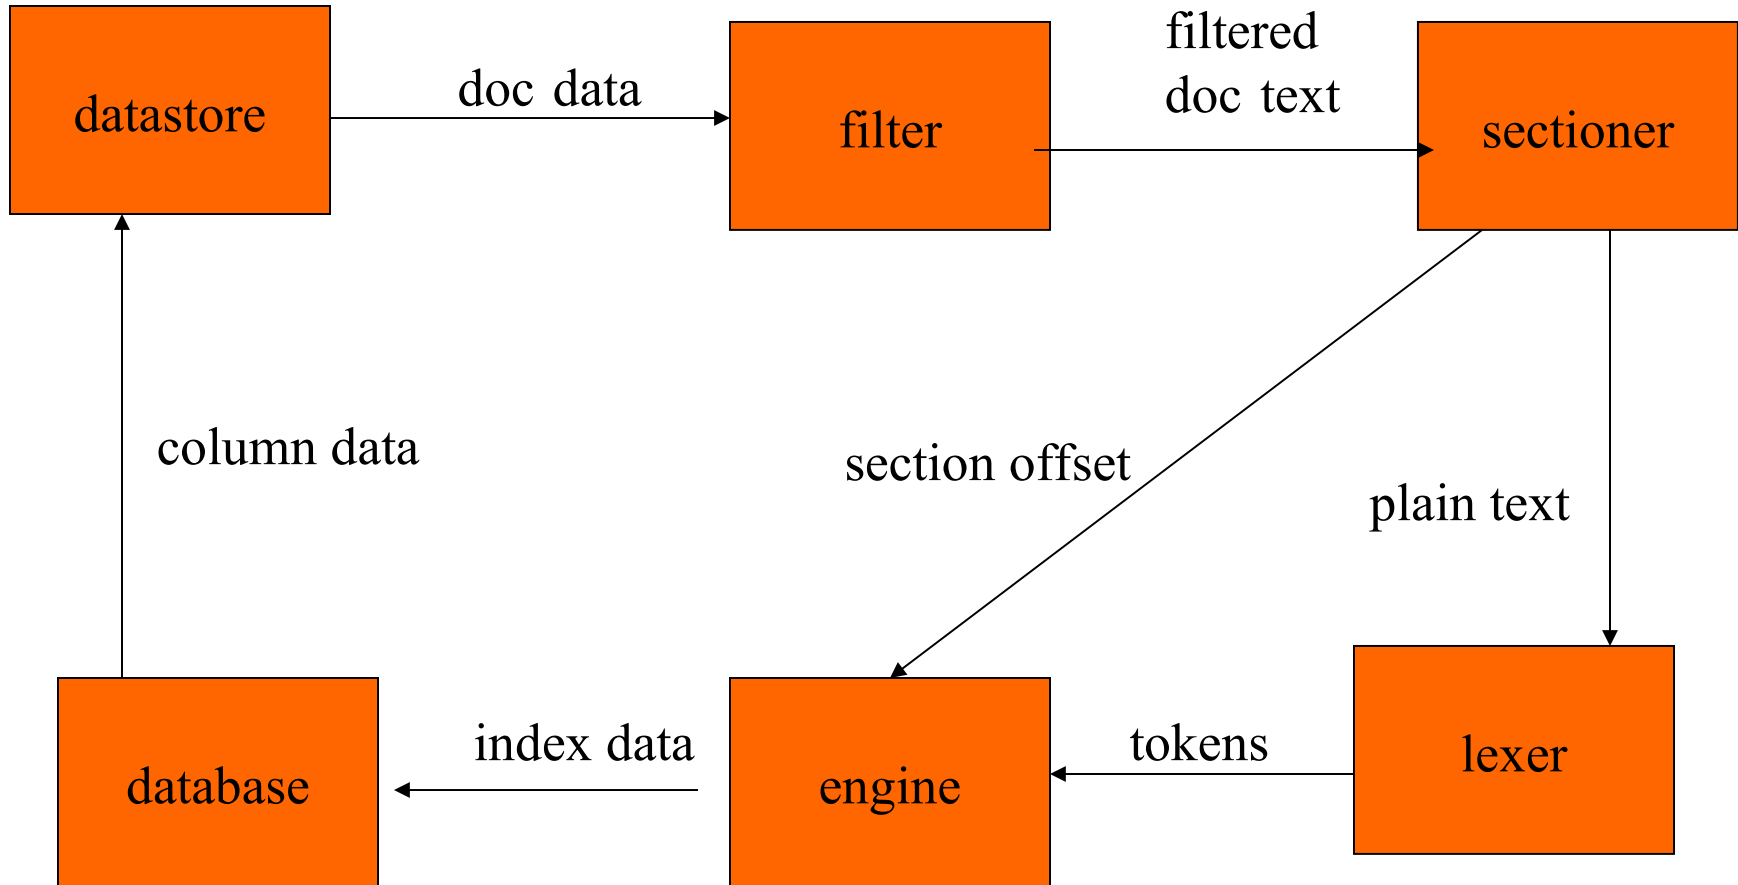 datastore
doc data
filter
filtered
doc text
sectioner
column data
section offset
plain text
database
index data
engine
tokens
lexer